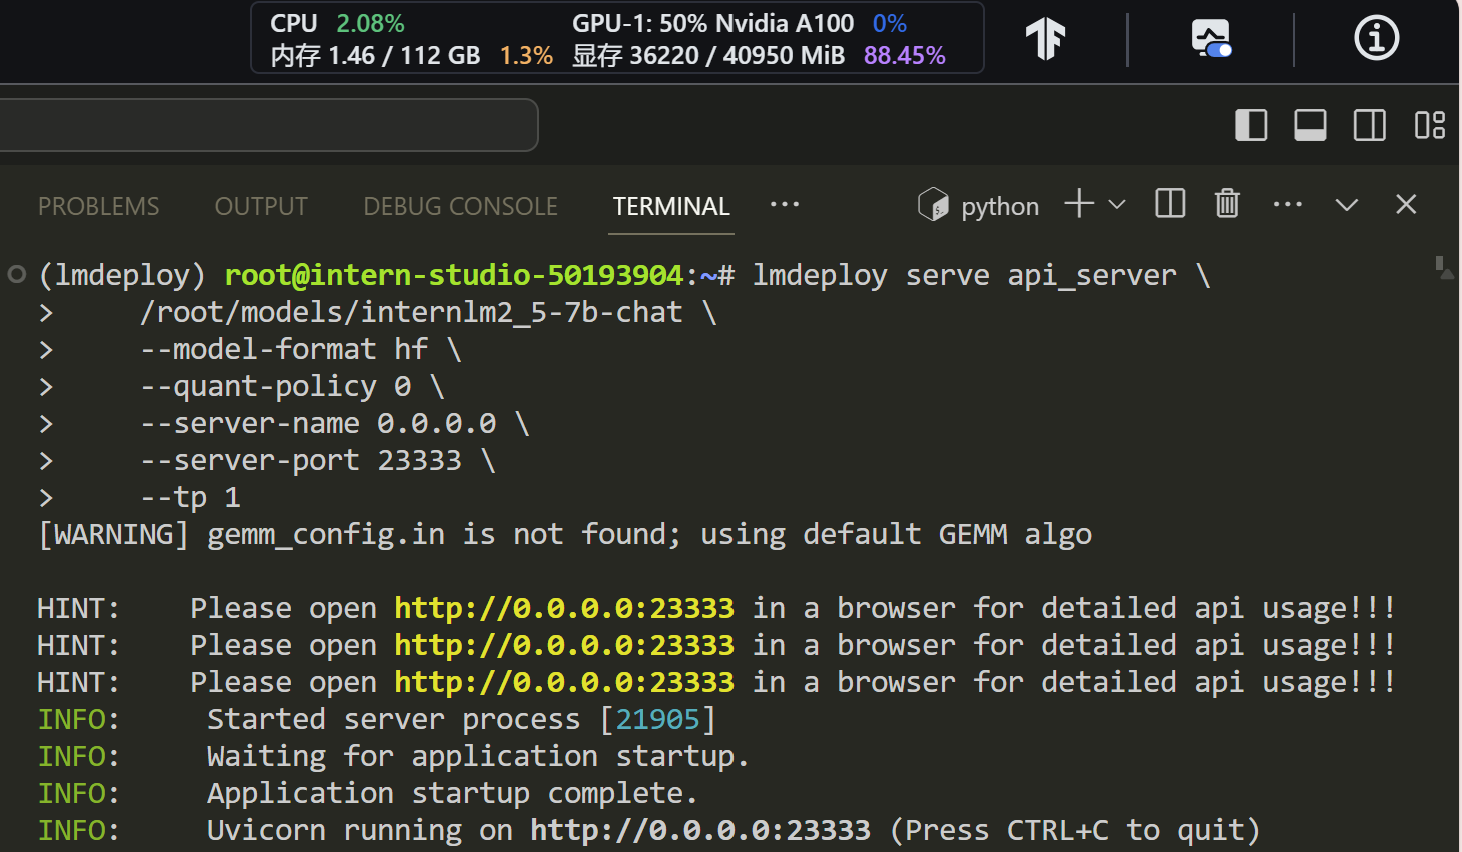 CPU 2.08% GPU-1: 50% Nvidia A100 0%
内存 1.46 / 112 GB 1.3% 显存 36220 / 40950 MiB 88.45%
PROBLEMS OUTPUT DEBUG CONSOLE TERMINAL ··· python ···
(lmdeploy) root@intern-studio-50193904:~# lmdeploy serve api_server \
> /root/models/internlm2_5-7b-chat \
> --model-format hf \
> --quant-policy 0 \
> --server-name 0.0.0.0 \
> --server-port 23333 \
> --tp 1
[WARNING] gemm_config.in is not found; using default GEMM algo
HINT: Please open http://0.0.0.0:23333 in a browser for detailed api usage!!!
HINT: Please open http://0.0.0.0:23333 in a browser for detailed api usage!!!
HINT: Please open http://0.0.0.0:23333 in a browser for detailed api usage!!!
INFO: Started server process [21905]
INFO: Waiting for application startup.
INFO: Application startup complete.
INFO: Uvicorn running on http://0.0.0.0:23333 (Press CTRL+C to quit)